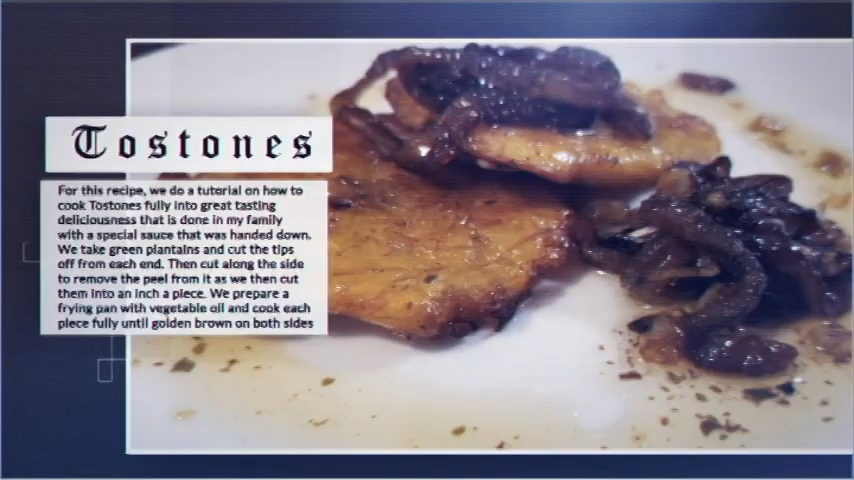 Tostones
For this recipe, we do a tutorial on how to
cook Tostones fully into great tasting
deliciousness that is done in my family
with a special sauce that was handed down.
We take green plantains and cut the tips
off from each end. Then cut along the side
to remove the peel from it as we then cut
them into an inch a piece. We prepare a
frying pan with vegetable oil and cook each
piece fully until golden brown on both sides